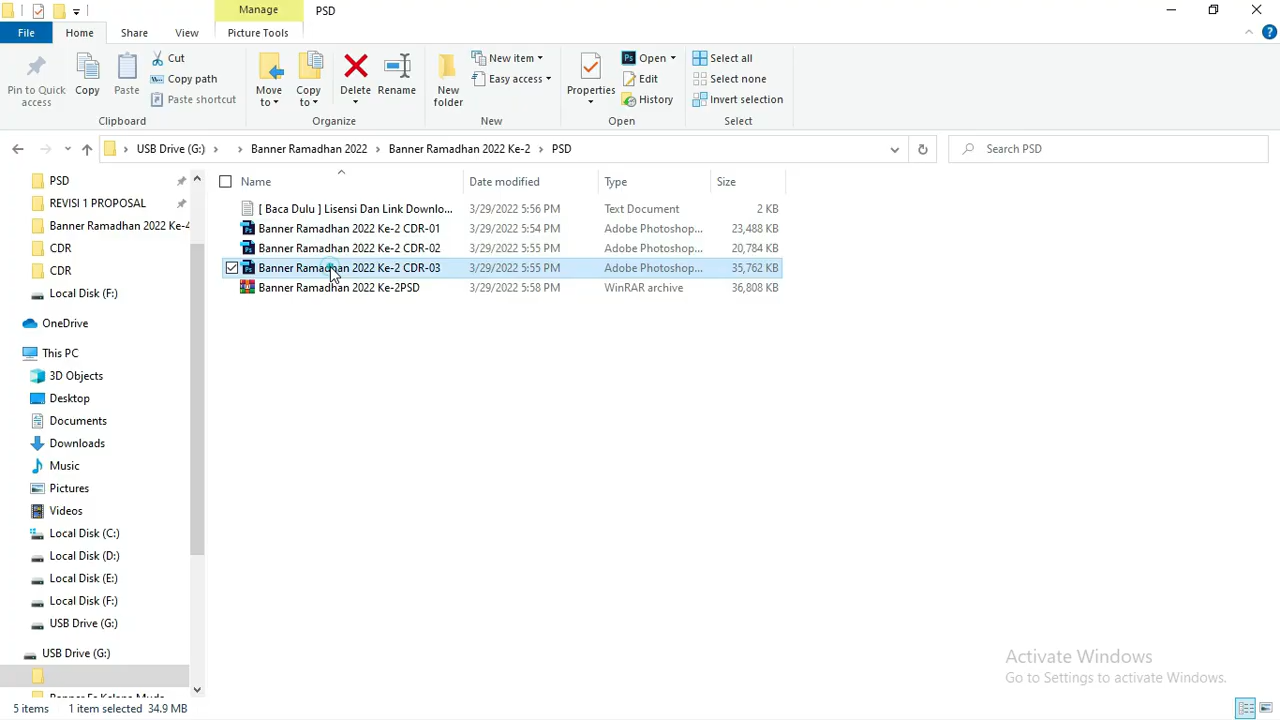 Manage
PSD
File
Home
Share
View
Picture Tools
Pin to Quick access
Copy
Paste
Cut
Copy path
Paste shortcut
Clipboard
Move to
Copy to
Delete
Rename
Organize
New folder
New item
Easy access
New
Properties
Open
Edit
History
Open
Select all
Select none
Invert selection
Select
USB Drive (G:)
Banner Ramadhan 2022
Banner Ramadhan 2022 Ke-2
PSD
Search PSD
Name
Date modified
Type
Size
[ Baca Dulu ] Lisensi Dan Link Downlo... 3/29/2022 5:56 PM Text Document 2 KB
Banner Ramadhan 2022 Ke-2 CDR-01 3/29/2022 5:54 PM Adobe Photoshop... 23,488 KB
Banner Ramadhan 2022 Ke-2 CDR-02 3/29/2022 5:55 PM Adobe Photoshop... 20,784 KB
Banner Ramadhan 2022 Ke-2 CDR-03 3/29/2022 5:55 PM Adobe Photoshop... 35,762 KB
Banner Ramadhan 2022 Ke-2PSD 3/29/2022 5:58 PM WinRAR archive 36,808 KB
PSD
REVISI 1 PROPOSAL
Banner Ramadhan 2022 Ke-4
CDR
CDR
Local Disk (F:)
OneDrive
This PC
3D Objects
Desktop
Documents
Downloads
Music
Pictures
Videos
Local Disk (C:)
Local Disk (D:)
Local Disk (E:)
Local Disk (F:)
USB Drive (G:)
USB Drive (G:)
Activate Windows
Go to Settings to activate Windows.
5 items
1 item selected 34.9 MB